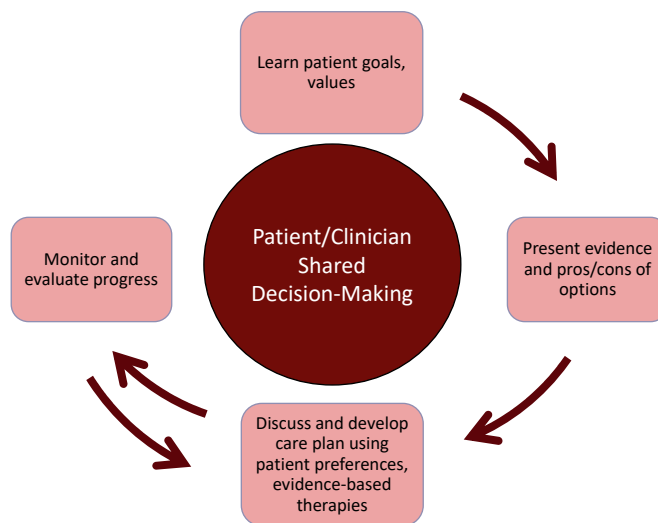 Learn patient goals,
values
Patient/Clinician
Shared
Decision-Making
Present evidence
and pros/cons of
options
Discuss and develop
care plan using
patient preferences,
evidence-based
therapies
Monitor and
evaluate progress